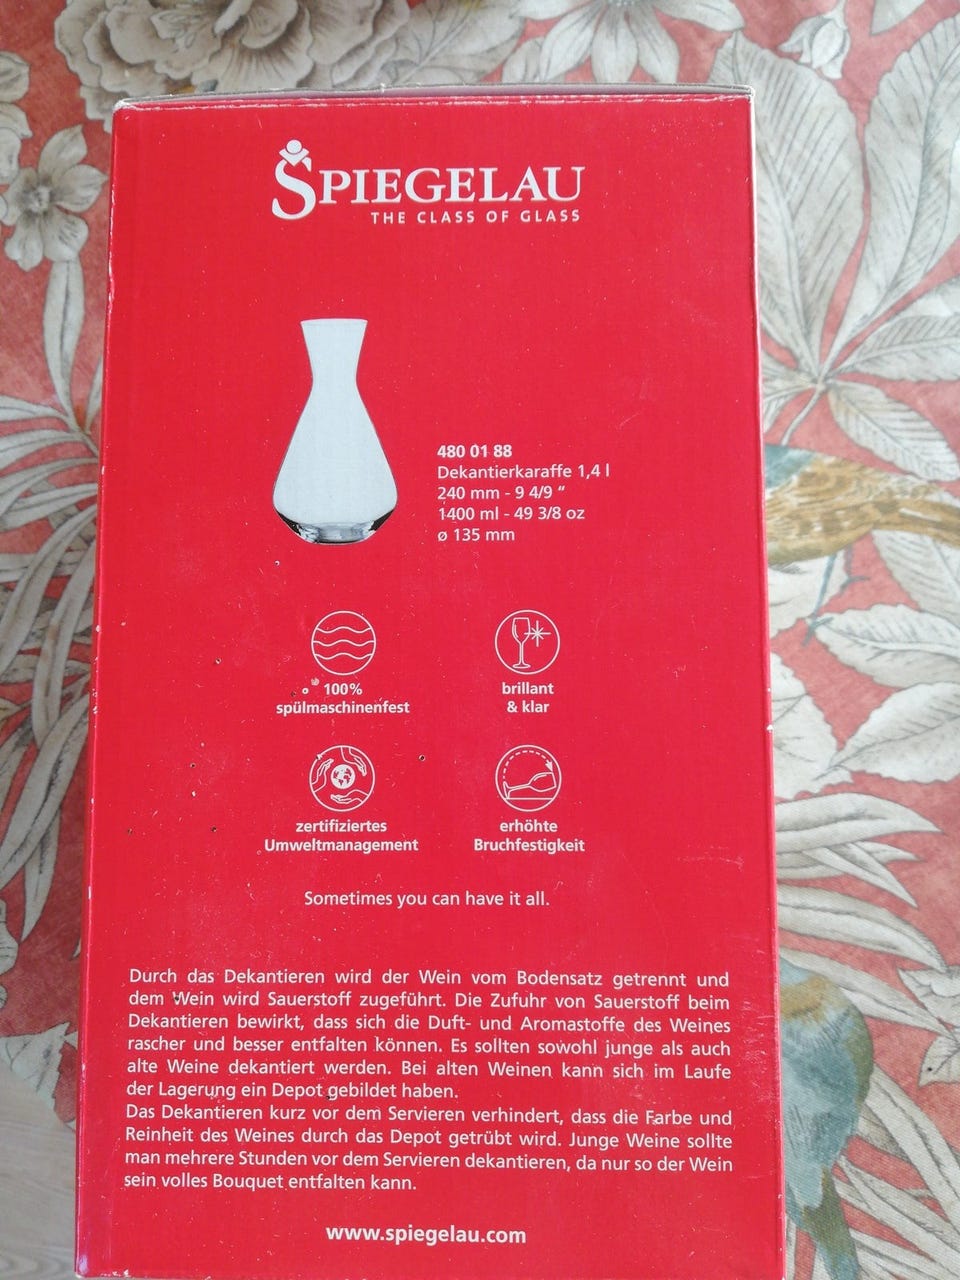 SPIEGELAU
THE CLASS OF GLASS
480 01 88
Dekantierkaraffe 1,4 l
240 mm - 9 4/9 "
1400 ml - 49 3/8 oz
ø 135 mm
100%
spülmaschinenfest
brillant
& klar
zertifiziertes
Umweltmanagement
erhöhte
Bruchfestigkeit
Sometimes you can have it all.
Durch das Dekantieren wird der Wein vom Bodensatz getrennt und
dem Wein wird Sauerstoff zugeführt. Die Zufuhr von Sauerstoff beim
Dekantieren bewirkt, dass sich die Duft- und Aromastoffe des Weines
rascher und besser entfalten können. Es sollten sowohl junge als auch
alte Weine dekantiert werden. Bei alten Weinen kann sich im Laufe
der Lagerung ein Depot gebildet haben.
Das Dekantieren kurz vor dem Servieren verhindert, dass die Farbe und
Reinheit des Weines durch das Depot getrübt wird. Junge Weine sollte
man mehrere Stunden vor dem Servieren dekantieren, da nur so der Wein
sein volles Bouquet entfalten kann.
www.spiegelau.com